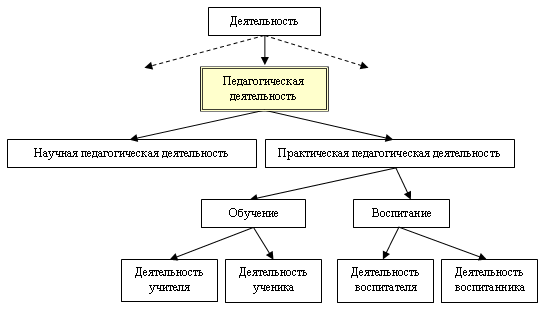 Деятельность
Педагогическая
деятельность
Научная педагогическая деятельность
Практическая педагогическая деятельность
Обучение
Воспитание
Деятельность
учителя
Деятельность
ученика
Деятельность
воспитателя
Деятельность
воспитанника